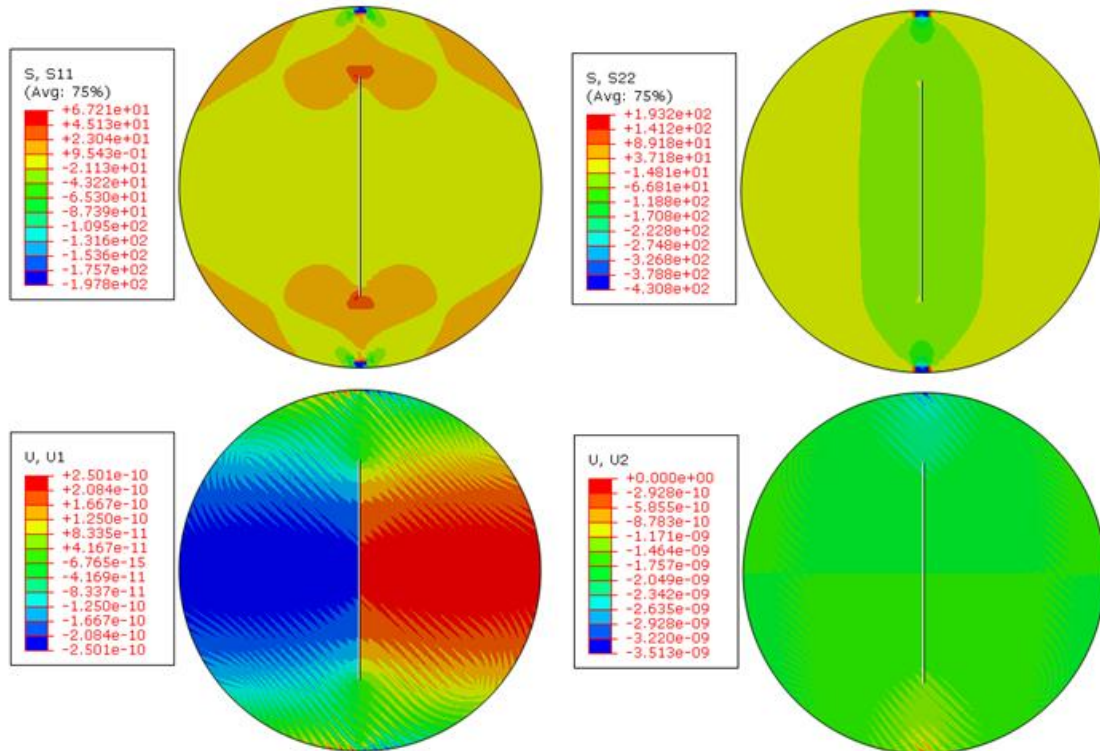 S, S11
(Avg: 75%)
+6.721e+01
+4.513e+01
+2.304e+01
+9.543e-01
-2.113e+01
-4.322e+01
-6.530e+01
-8.739e+01
-1.095e+02
-1.316e+02
-1.536e+02
-1.757e+02
-1.978e+02
S, S22
(Avg: 75%)
+1.932e+02
+1.412e+02
+8.918e+01
+3.718e+01
-1.481e+01
-6.681e+01
-1.188e+02
-1.708e+02
-2.228e+02
-2.748e+02
-3.268e+02
-3.788e+02
-4.308e+02
U, U1
+2.501e-10
+2.084e-10
+1.667e-10
+1.250e-10
+8.335e-11
+4.167e-11
-6.765e-15
-4.169e-11
-8.337e-11
-1.250e-10
-1.667e-10
-2.084e-10
-2.501e-10
U, U2
+0.000e+00
-2.928e-10
-5.855e-10
-8.783e-10
-1.171e-09
-1.464e-09
-1.757e-09
-2.049e-09
-2.342e-09
-2.635e-09
-2.928e-09
-3.220e-09
-3.513e-09